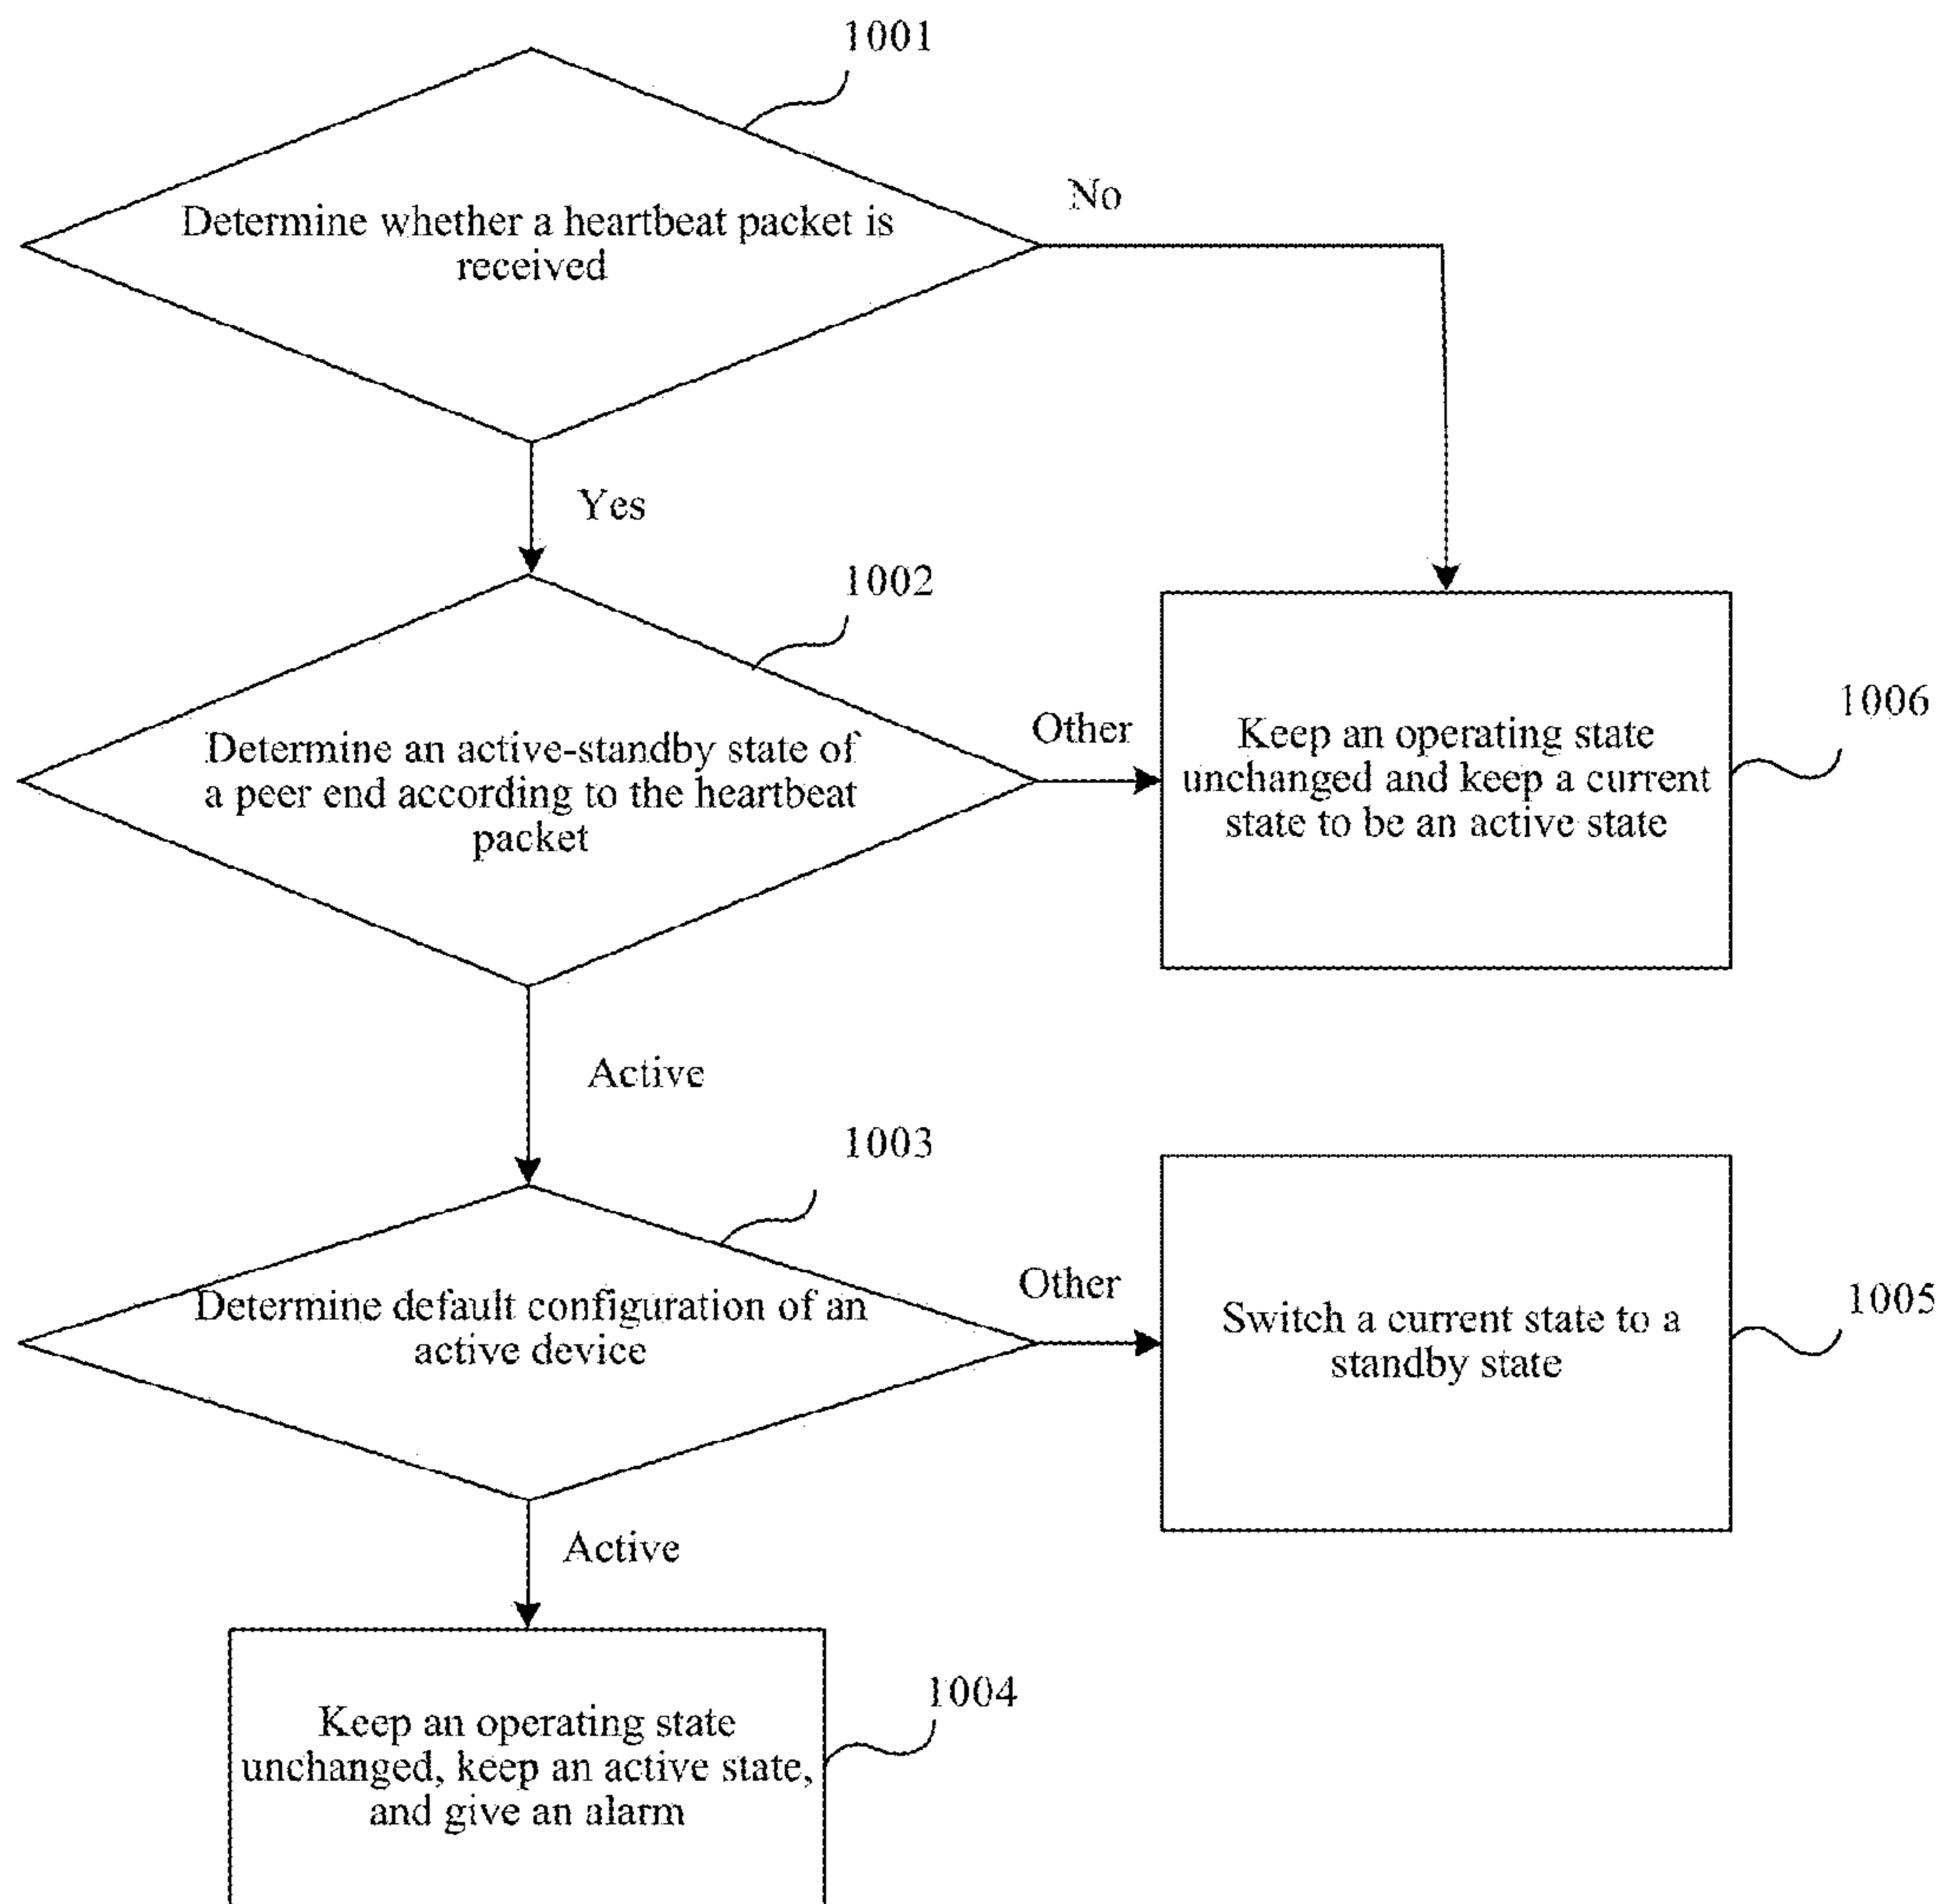 1001
Determine whether a heartbeat packet is
received
No
Yes
1002
Determine an active-standby state of
a peer end according to the heartbeat
packet
Other
Keep an operating state
unchanged and keep a current
state to be an active state
1006
Active
1003
Determine default configuration of an
active device
Other
Switch a current state to a
standby state
1005
Active
Keep an operating state
unchanged, keep an active state,
and give an alarm
1004